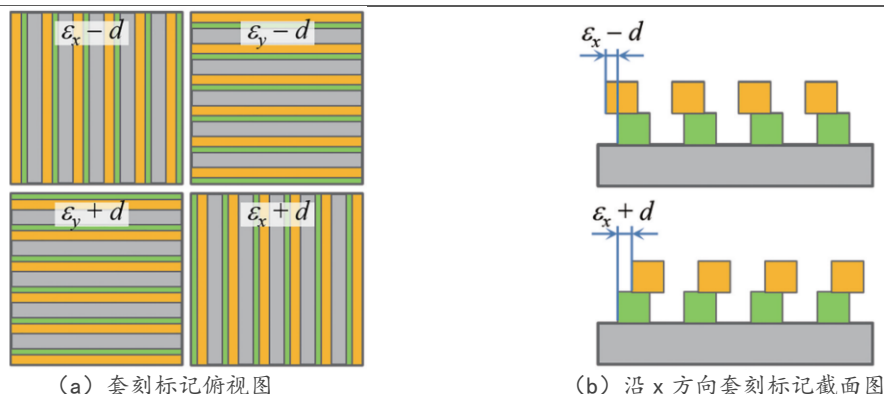 εx − d
εy − d
εy + d
εx + d
（a）套刻标记俯视图
εx − d
εx + d
（b）沿 x 方向套刻标记截面图